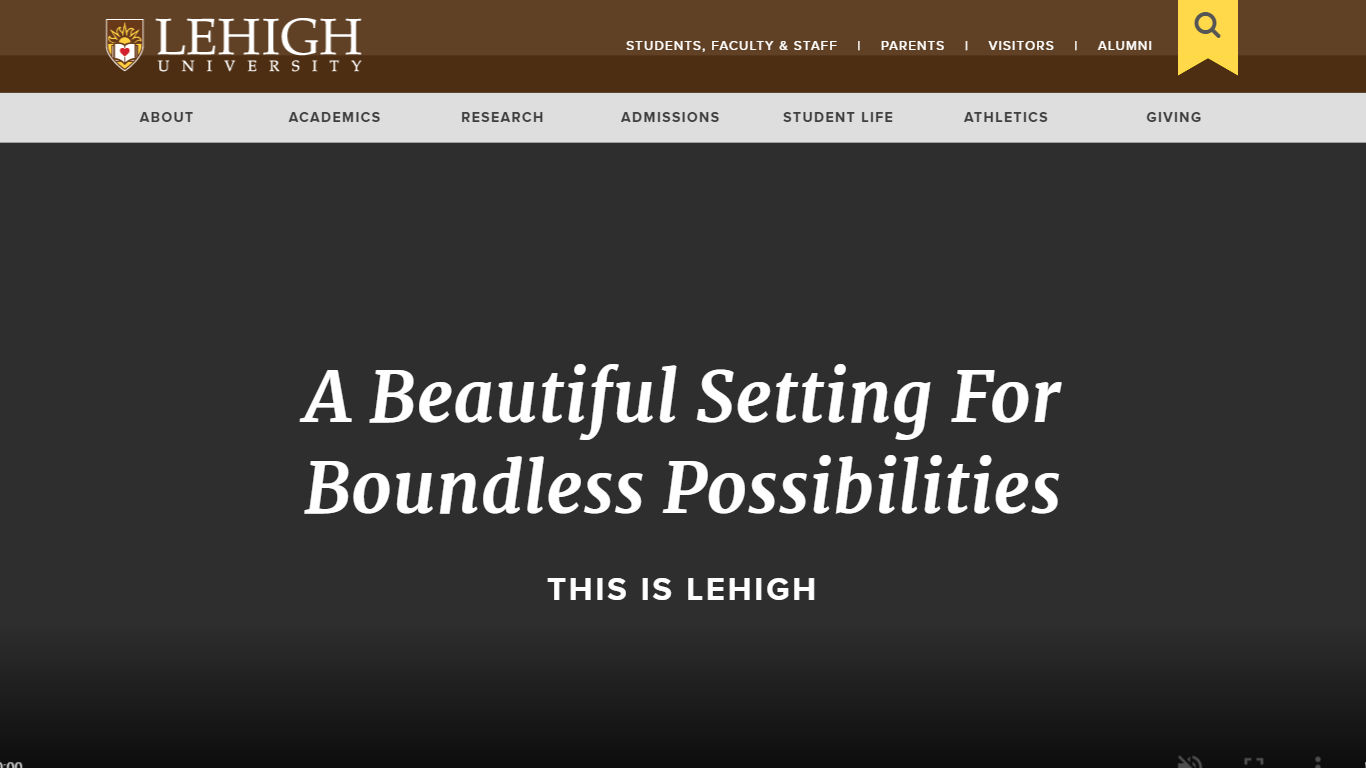 LEHIGH
UNIVERSITY
STUDENTS, FACULTY & STAFF | PARENTS | VISITORS | ALUMNI
ABOUT ACADEMICS RESEARCH ADMISSIONS STUDENT LIFE ATHLETICS GIVING
A Beautiful Setting For
Boundless Possibilities
THIS IS LEHIGH
0:00